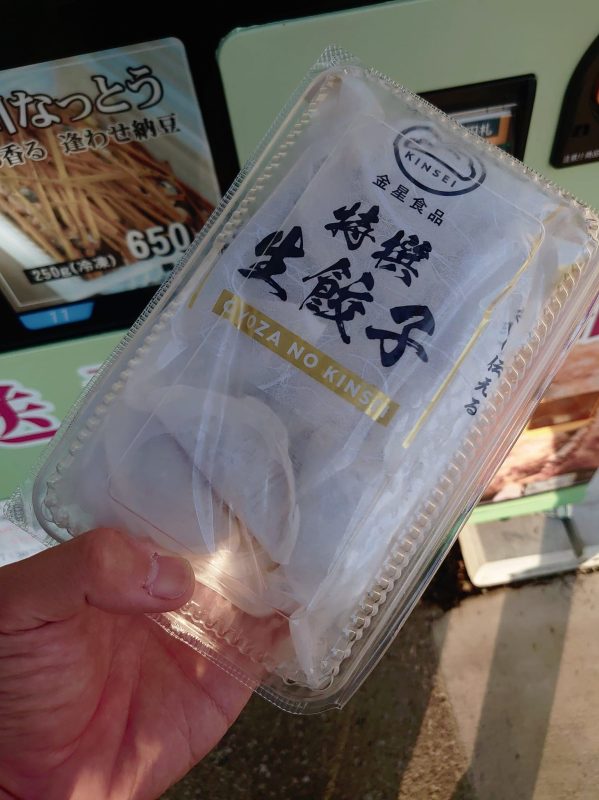 なっとう
香る 逢わせ納豆
250g(冷凍) 650
11
KINSEI
金星食品
特撰
生餃子
GYOZA NO KINSEI
伝える